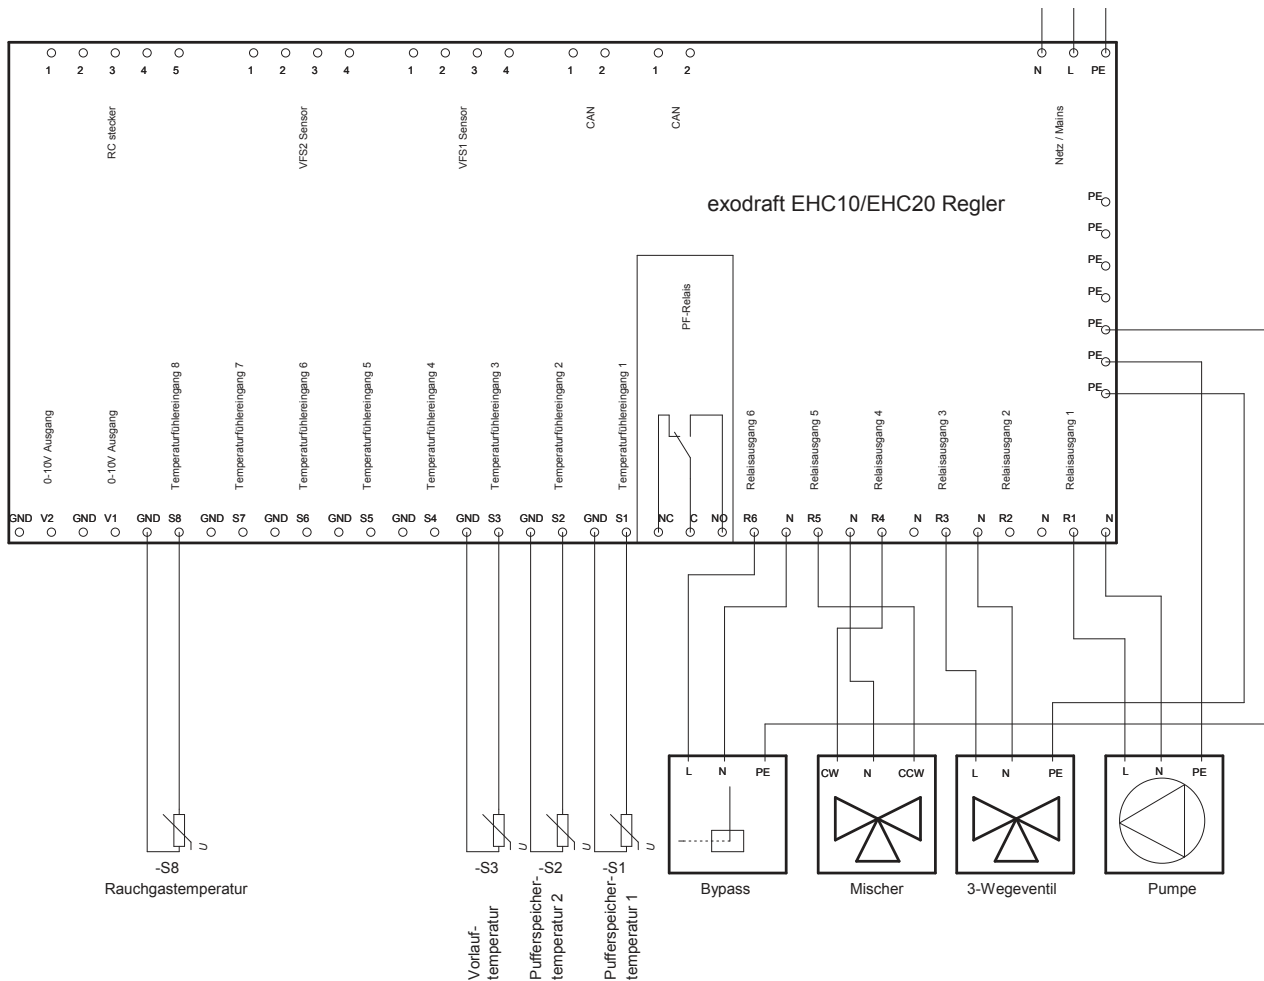 1 2 3 4 5 1 2 3 4 1 2 3 4 1 2 1 2 N L PE
RC stecker
VFS2 Sensor
VFS1 Sensor
CAN
CAN
Netz / Mains
exodraft EHC10/EHC20 Regler
PE
PE
PE
PE
PE
PE
PE
PF-Relais
0-10V Ausgang
0-10V Ausgang
Temperaturfühlereingang 8
Temperaturfühlereingang 7
Temperaturfühlereingang 6
Temperaturfühlereingang 5
Temperaturfühlereingang 4
Temperaturfühlereingang 3
Temperaturfühlereingang 2
Temperaturfühlereingang 1
Relaisausgang 6
Relaisausgang 5
Relaisausgang 4
Relaisausgang 3
Relaisausgang 2
Relaisausgang 1
GND V2 GND V1 GND S8 GND S7 GND S6 GND S5 GND S4 GND S3 GND S2 GND S1 NC C NO R6 N R5 N R4 N R3 N R2 N R1 N
L N PE CW N CCW L N PE L N PE
U U U U
-S8 -S3 -S2 -S1
Rauchgastemperatur
Vorlauf-
temperatur
Pufferspeicher-
temperatur 2
Pufferspeicher-
temperatur 1
Bypass Mischer 3-Wegeventil Pumpe